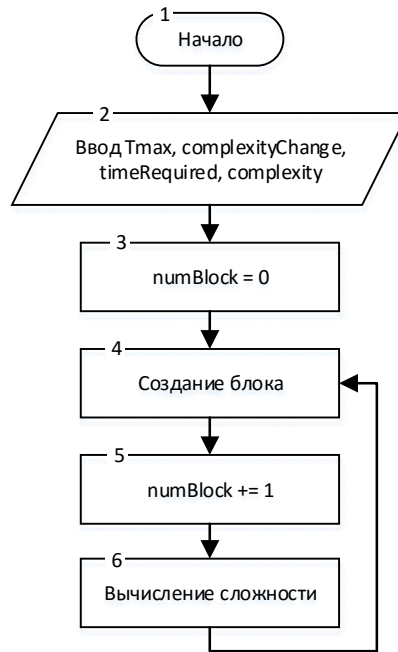 1
Начало
2
Ввод Tmax, complexityChange,
timeRequired, complexity
3
numBlock = 0
4
Создание блока
5
numBlock += 1
6
Вычисление сложности